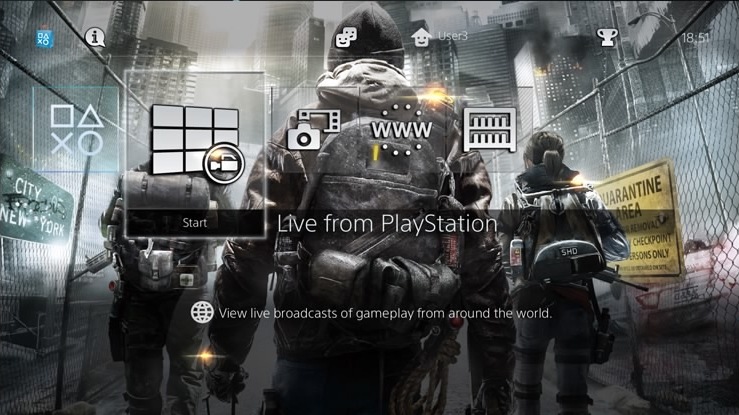 User3
18:51
WWW
Start
Live from PlayStation
View live broadcasts of gameplay from around the world.
CITY
NEW YORK
QUARANTINE
AREA
CHECKPOINT
PERSONS ONLY
SHD